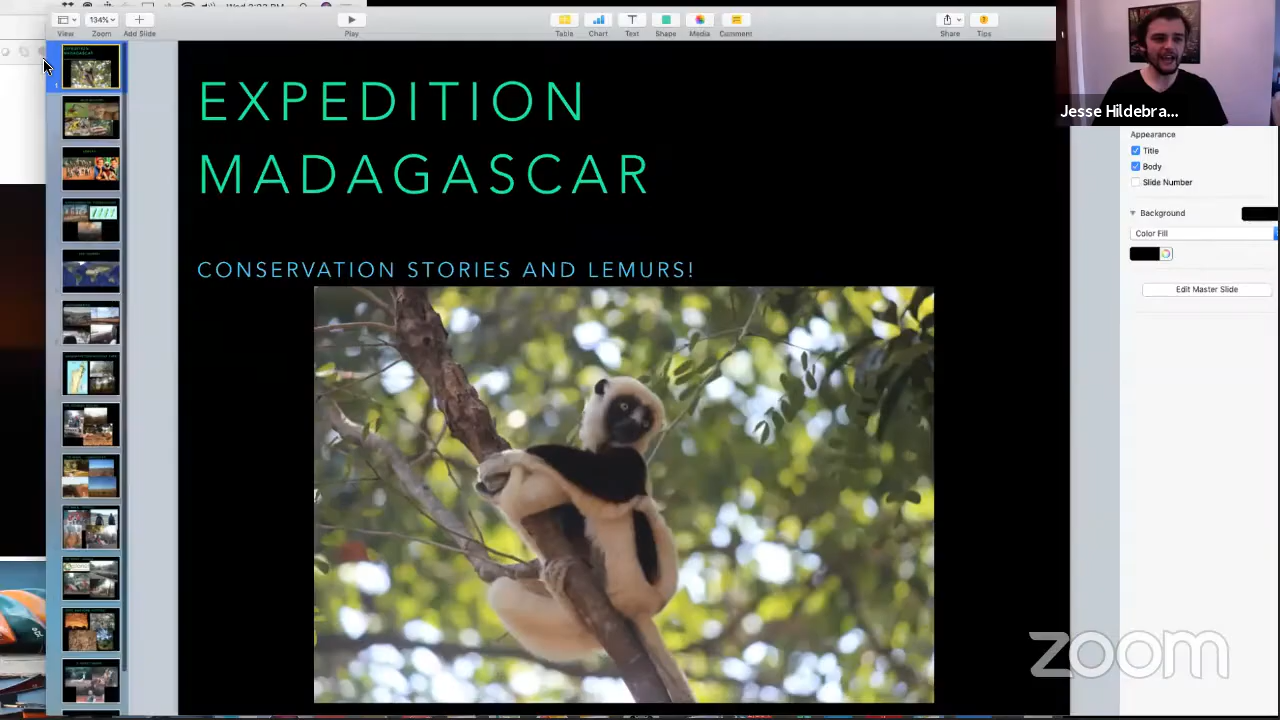 134%
View
Zoom
Add Slide
Play
Table
Chart
Text
Shape
Media
Comment
Share
Tips
EXPEDITION
MADAGASCAR
CONSERVATION STORIES AND LEMURS!
Jesse Hildebra...
Appearance
Title
Body
Slide Number
Background
Color Fill
Edit Master Slide
zoom